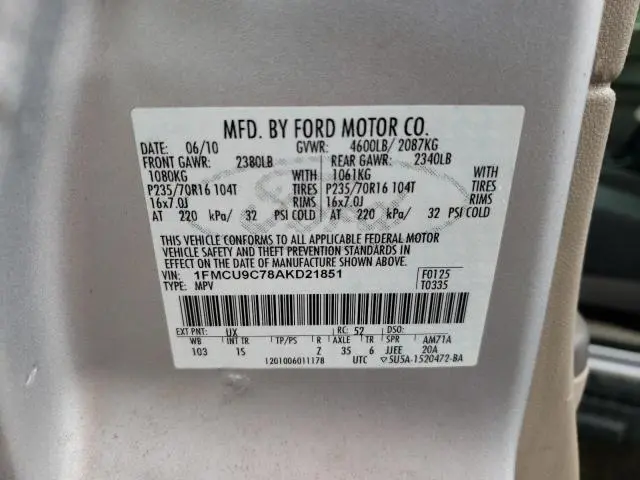 MFD. BY FORD MOTOR CO.
DATE: 06/10 GVWR: 4600LB/ 2087KG
FRONT GAWR: 2380LB REAR GAWR: 2340LB
1080KG WITH 1061KG WITH
P235/70R16 104T TIRES P235/70R16 104T TIRES
16x7.0J RIMS 16x7.0J RIMS
AT 220 kPa/ 32 PSI COLD AT 220 kPa/ 32 PSI COLD
THIS VEHICLE CONFORMS TO ALL APPLICABLE FEDERAL MOTOR
VEHICLE SAFETY AND THEFT PREVENTION STANDARDS IN
EFFECT ON THE DATE OF MANUFACTURE SHOWN ABOVE.
VIN: 1FMCU9C78AKD21851 F0125
TYPE: MPV T0335
EXT PNT: UX RC: 52 DSO:
WB INT TR TP/PS R AXLE TR SPR AM71A
103 1S Z 35 6 JJEE 20A
1201006011178 UTC ▽5U5A-1520472-BA